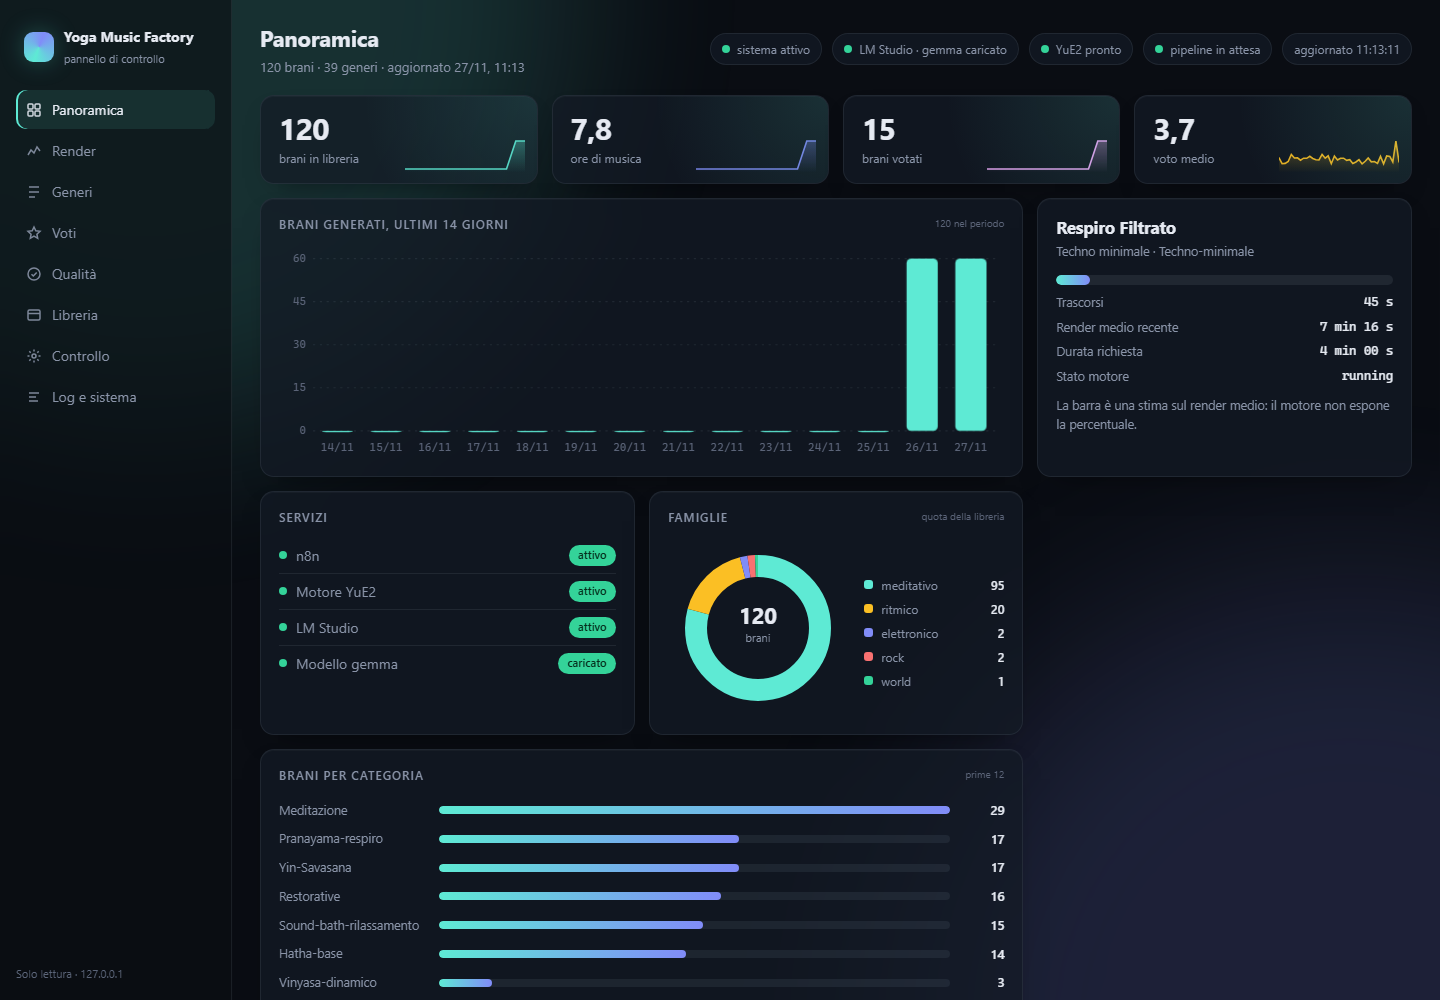 Yoga Music Factory
pannello di controllo
Panoramica
Render
Generi
Voti
Qualità
Libreria
Controllo
Log e sistema
Solo lettura · 127.0.0.1
Panoramica
120 brani · 39 generi · aggiornato 27/11, 11:13
sistema attivo
LM Studio · gemma caricato
YuE2 pronto
pipeline in attesa
aggiornato 11:13:11
120
brani in libreria
7,8
ore di musica
15
brani votati
3,7
voto medio
BRANI GENERATI, ULTIMI 14 GIORNI
120 nel periodo
60
45
30
15
0
14/11 15/11 16/11 17/11 18/11 19/11 20/11 21/11 22/11 23/11 24/11 25/11 26/11 27/11
Respiro Filtrato
Techno minimale · Techno-minimale
Trascorsi 45 s
Render medio recente 7 min 16 s
Durata richiesta 4 min 00 s
Stato motore running
La barra è una stima sul render medio: il motore non espone
la percentuale.
SERVIZI
n8n attivo
Motore YuE2 attivo
LM Studio attivo
Modello gemma caricato
FAMIGLIE
quota della libreria
120
brani
meditativo 95
ritmico 20
elettronico 2
rock 2
world 1
BRANI PER CATEGORIA
prime 12
Meditazione 29
Pranayama-respiro 17
Yin-Savasana 17
Restorative 16
Sound-bath-rilassamento 15
Hatha-base 14
Vinyasa-dinamico 3